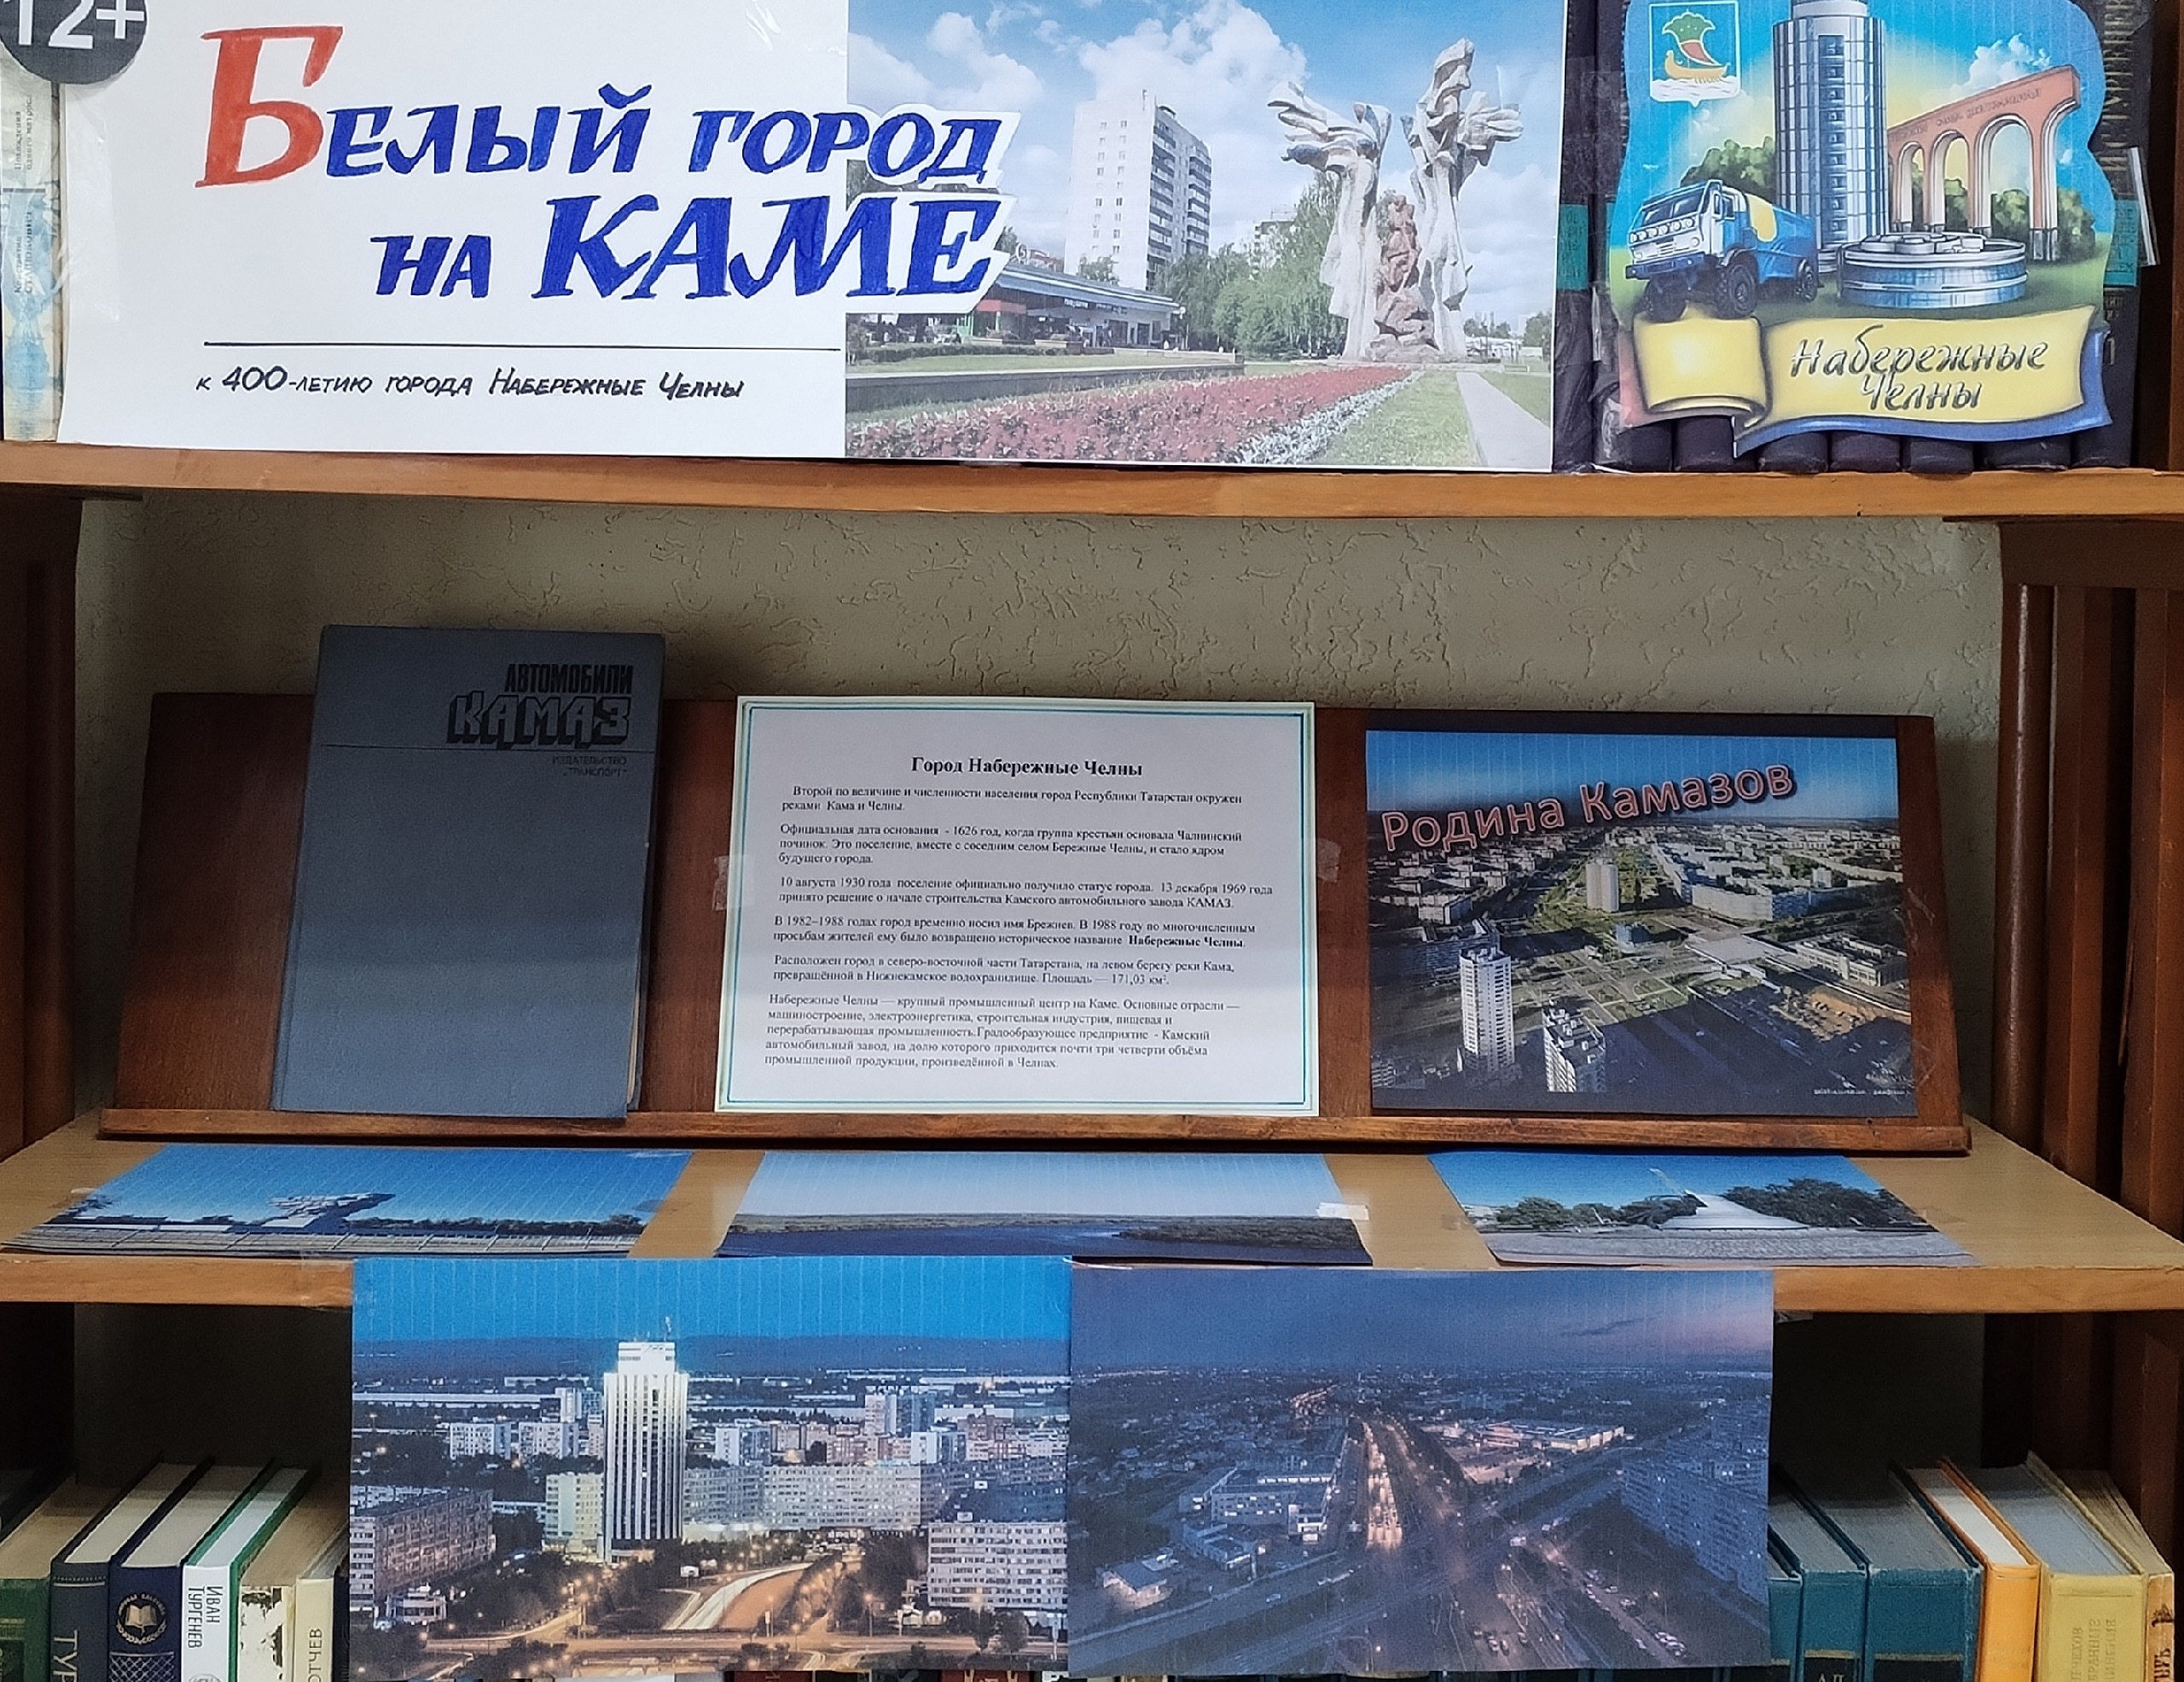 12+
Белый город
на Каме
к 400-летию города Набережные Челны
Набережные
Челны
АВТОМОБИЛИ
КАМАЗ
ИЗДАТЕЛЬСТВО
"ТРАНСПОРТ"
Город Набережные Челны
Второй по величине и численности населения город Республики Татарстан окружен
реками Кама и Челны.
Официальная дата основания - 1626 год, когда группа крестьян основала Чалнинский
починок. Это поселение, вместе с соседним селом Бережные Челны, и стало ядром
будущего города.
10 августа 1930 года поселение официально получило статус города. 13 декабря 1969 года
принято решение о начале строительства Камского автомобильного завода КАМАЗ.
В 1982–1988 годах город временно носил имя Брежнев. В 1988 году по многочисленным
просьбам жителей ему было возвращено историческое название Набережные Челны.
Расположен город в северо-восточной части Татарстана, на левом берегу реки Кама,
превращённой в Нижнекамское водохранилище. Площадь — 171,03 км².
Набережные Челны — крупный промышленный центр на Каме. Основные отрасли —
машиностроение, электроэнергетика, строительная индустрия, пищевая и
перерабатывающая промышленность.Градообразующее предприятие - Камский
автомобильный завод, на долю которого приходится почти три четверти объёма
промышленной продукции, произведённой в Челнах.
Родина Камазов
ТУР
ИВАН
ТУРГЕНЕВ